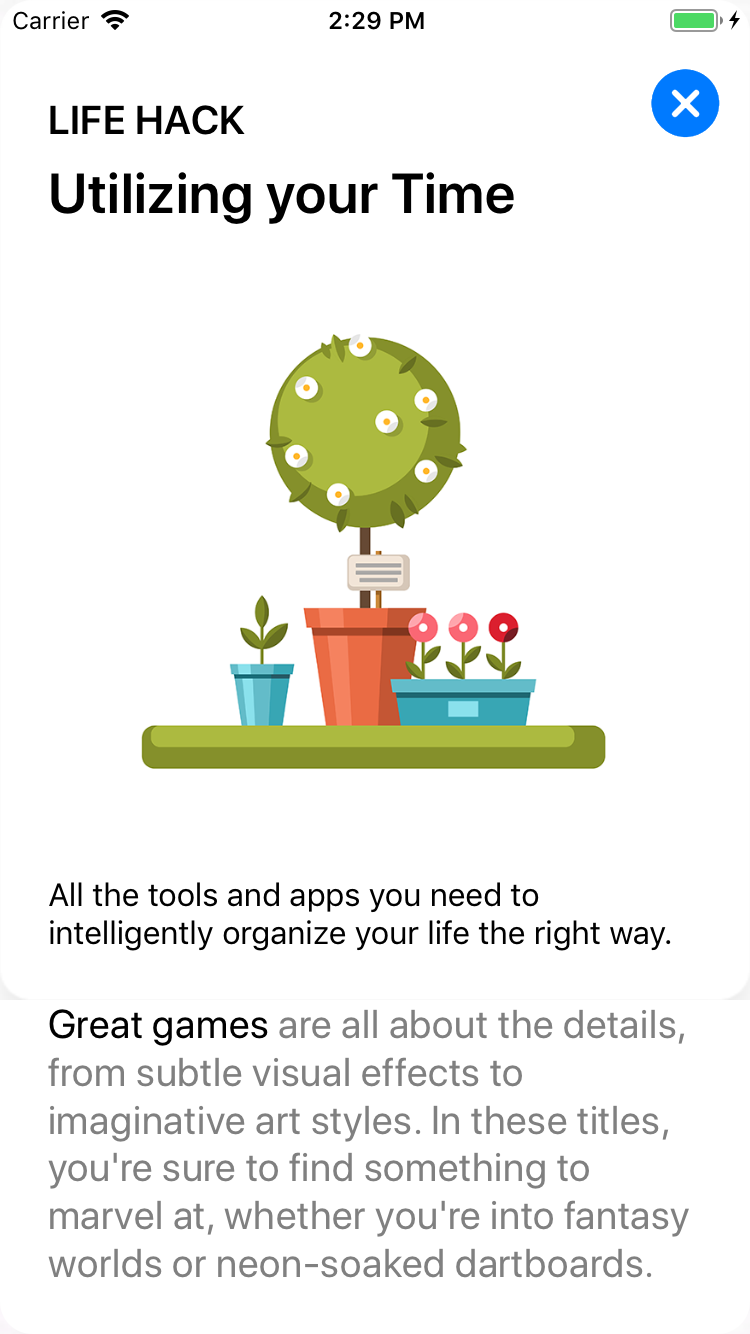 Carrier 2:29 PM
LIFE HACK
Utilizing your Time
All the tools and apps you need to
intelligently organize your life the right way.
Great games are all about the details,
from subtle visual effects to
imaginative art styles. In these titles,
you're sure to find something to
marvel at, whether you're into fantasy
worlds or neon-soaked dartboards.